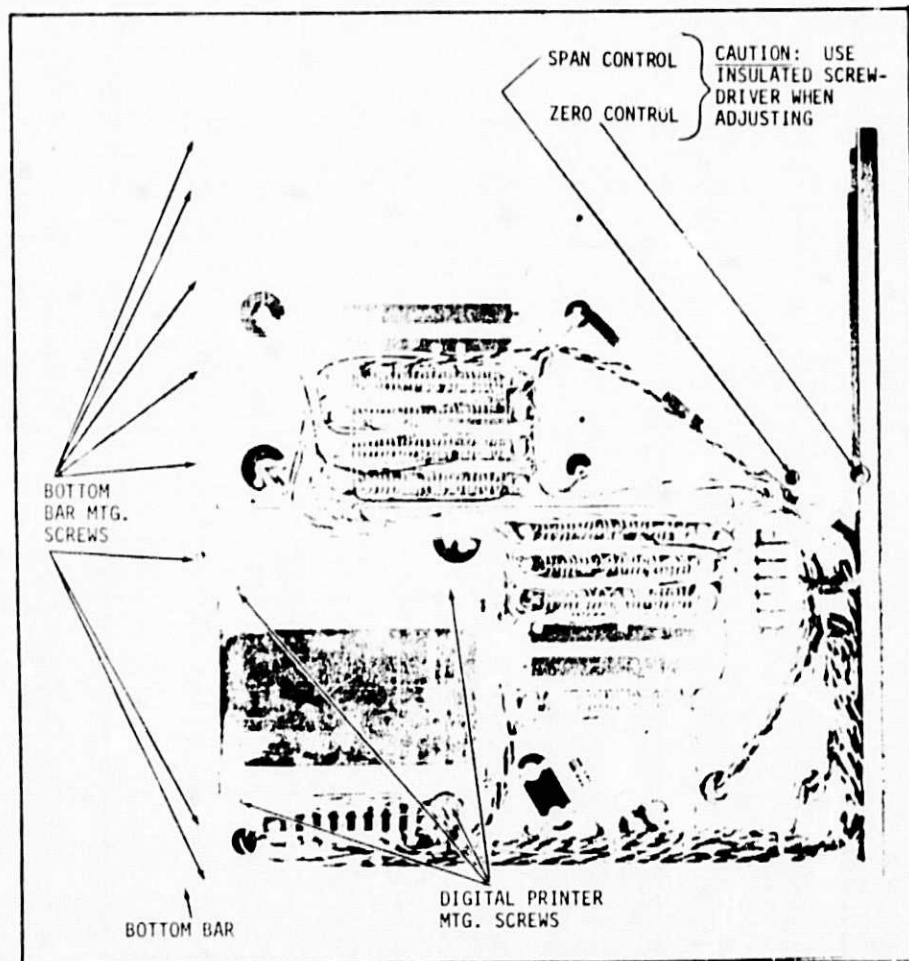 SPAN CONTROL
ZERO CONTROL
CAUTION: USE
INSULATED SCREW-
DRIVER WHEN
ADJUSTING
BOTTOM
BAR MTG.
SCREWS
DIGITAL PRINTER
MTG. SCREWS
BOTTOM BAR